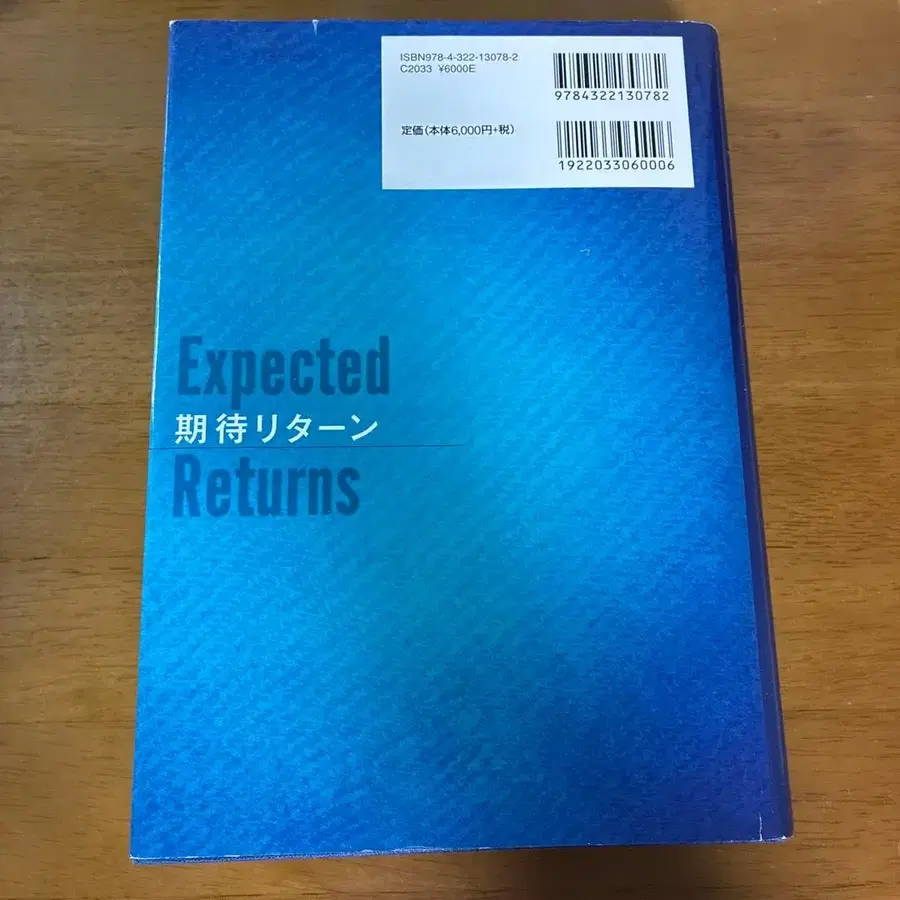 ISBN978-4-322-13078-2
C2033 ¥6000E
9784322130782
定価(本体6,000円+税)
1922033060006
Expected
期待リターン
Returns